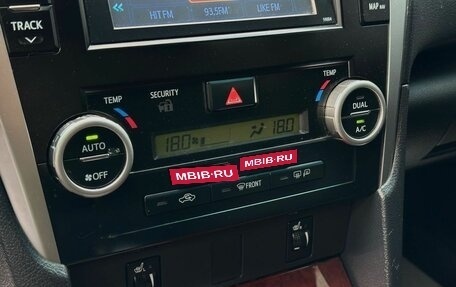 HIT FM 93.5FM LIKE FM
TRACK
MAP
TEMP SECURITY TEMP
DUAL
AUTO
18.0 18.0
A/C
OFF
MBIB-RU MBIB-RU
FRONT